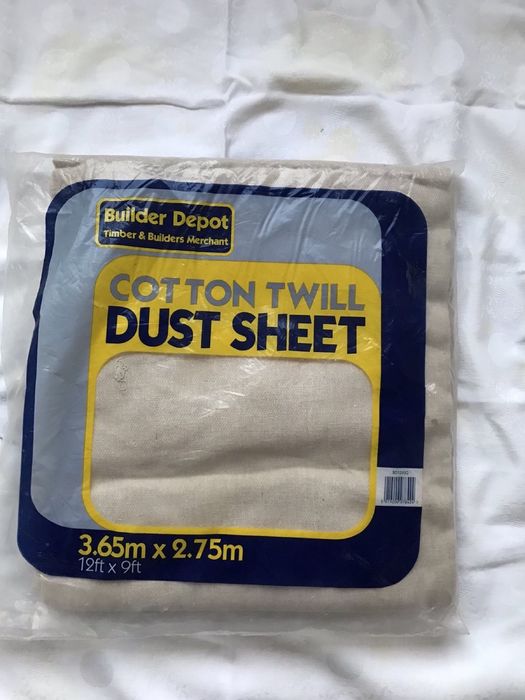 Builder Depot
Timber & Builders Merchant
COTTON TWILL
DUST SHEET
3.65m x 2.75m
12ft x 9ft